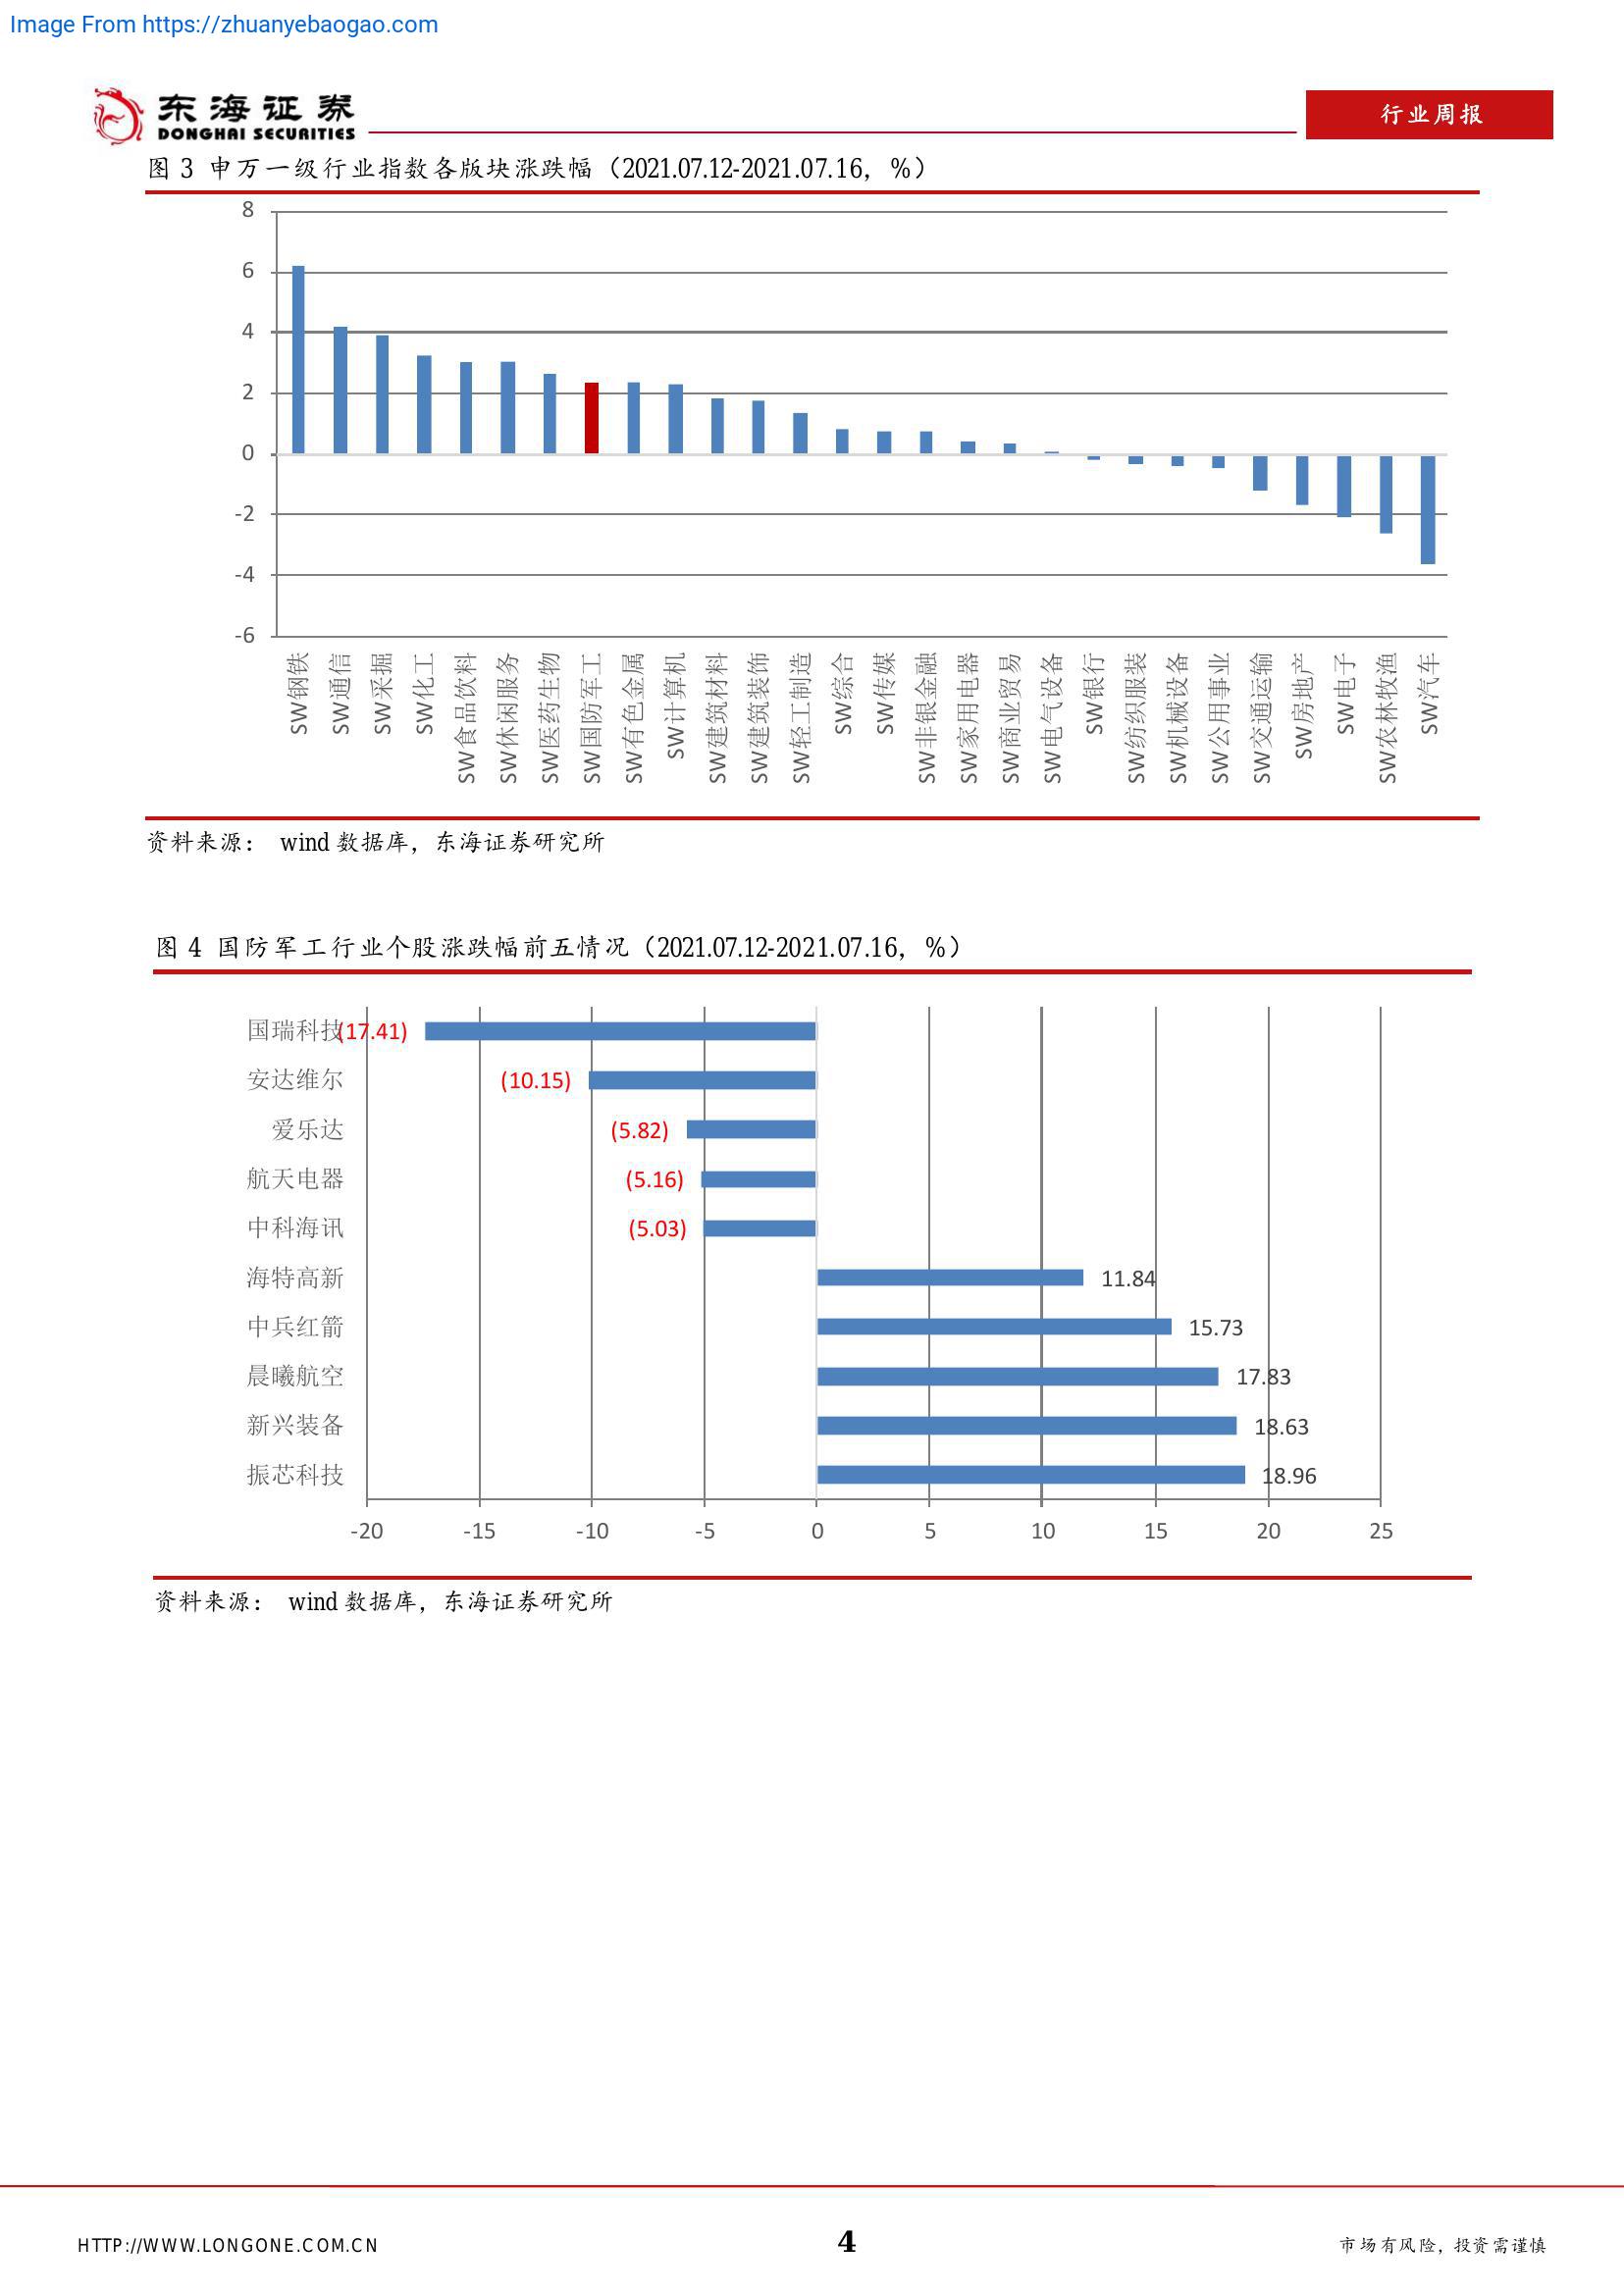 Image From https://zhuanyebaogao.com
东海证券
DONGHAI SECURITIES
行业周报
图 3 申万一级行业指数各版块涨跌幅（2021.07.12-2021.07.16，%）
8
6
4
2
0
-2
-4
-6
SW钢铁
SW通信
SW采掘
SW化工
SW食品饮料
SW休闲服务
SW医药生物
SW国防军工
SW有色金属
SW计算机
SW建筑材料
SW建筑装饰
SW轻工制造
SW综合
SW传媒
SW非银金融
SW家用电器
SW商业贸易
SW电气设备
SW银行
SW纺织服装
SW机械设备
SW公用事业
SW交通运输
SW房地产
SW电子
SW农林牧渔
SW汽车
资料来源： wind 数据库，东海证券研究所
图 4 国防军工行业个股涨跌幅前五情况（2021.07.12-2021.07.16，%）
国瑞科技 (17.41)
安达维尔 (10.15)
爱乐达 (5.82)
航天电器 (5.16)
中科海讯 (5.03)
海特高新 11.84
中兵红箭 15.73
晨曦航空 17.83
新兴装备 18.63
振芯科技 18.96
-20 -15 -10 -5 0 5 10 15 20 25
资料来源： wind 数据库，东海证券研究所
HTTP://WWW.LONGONE.COM.CN 4 市场有风险，投资需谨慎